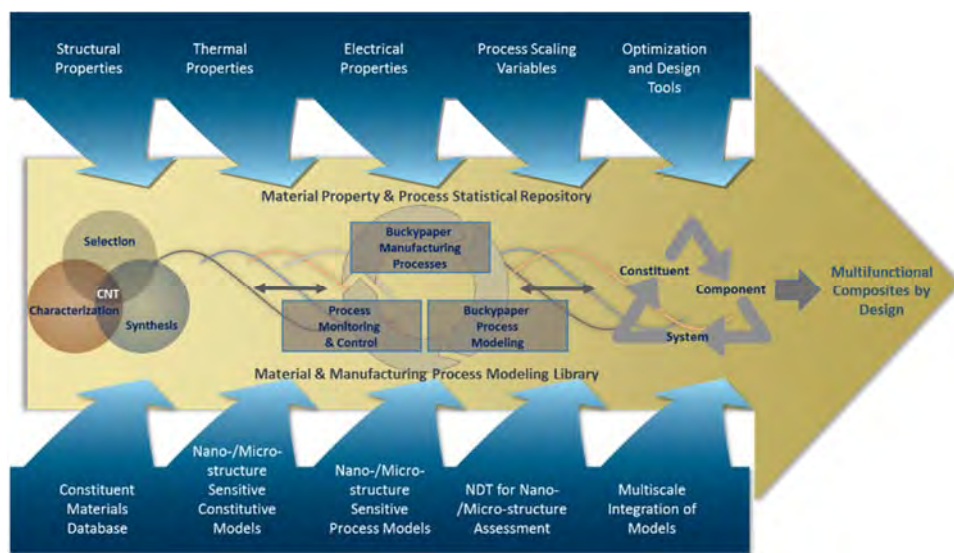 Structural
Properties
Thermal
Properties
Electrical
Properties
Process Scaling
Variables
Optimization
and Design
Tools
Material Property & Process Statistical Repository
Selection
CNT
Characterization
Synthesis
Buckypaper
Manufacturing
Processes
Process
Monitoring
& Control
Buckypaper
Process
Modeling
Constituent
Component
System
Multifunctional
Composites by
Design
Material & Manufacturing Process Modeling Library
Constituent
Materials
Database
Nano-/Micro-
structure
Sensitive
Constitutive
Models
Nano-/Micro-
structure
Sensitive
Process Models
NDT for Nano-
/Micro-structure
Assessment
Multiscale
Integration of
Models